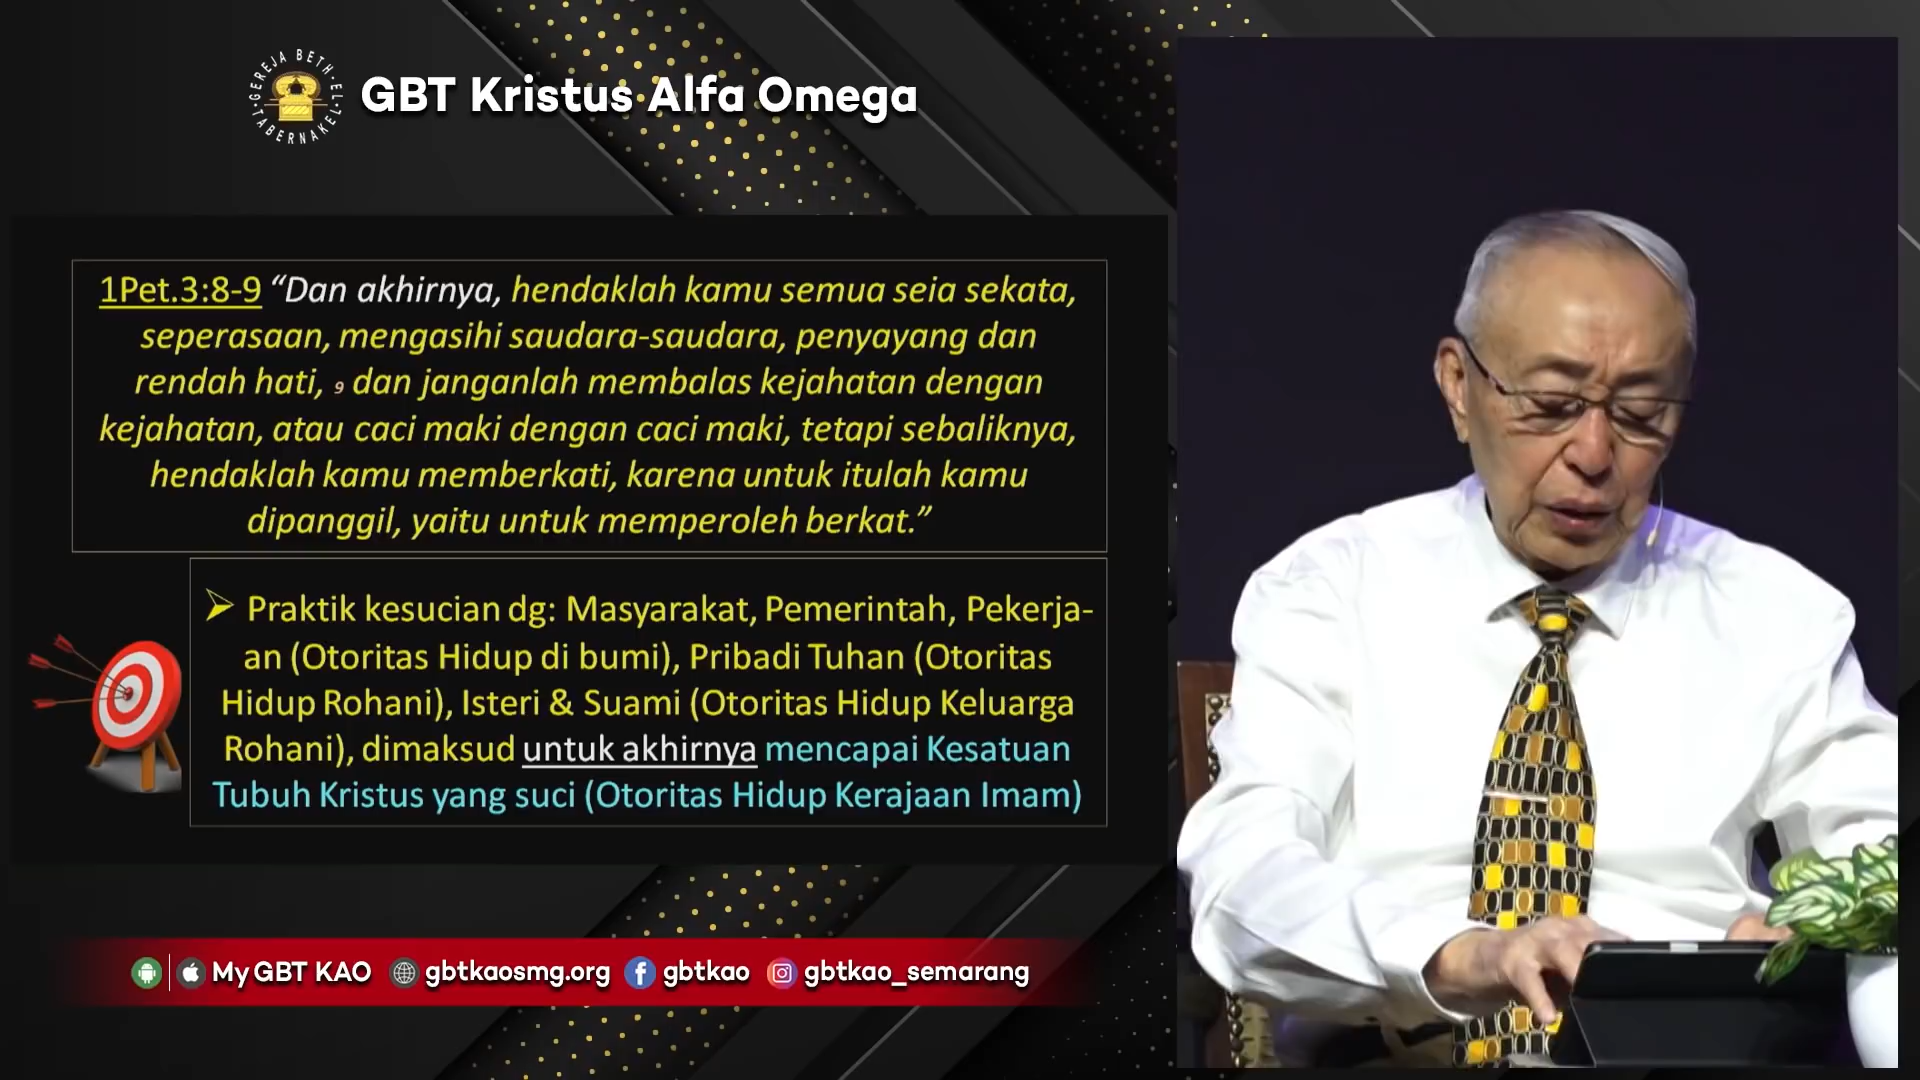 GEREJA BETH-EL TABERNAKEL
GBT Kristus Alfa Omega
1Pet.3:8-9 “Dan akhirnya, hendaklah kamu semua seia sekata,
seperasaan, mengasihi saudara-saudara, penyayang dan
rendah hati, 9 dan janganlah membalas kejahatan dengan
kejahatan, atau caci maki dengan caci maki, tetapi sebaliknya,
hendaklah kamu memberkati, karena untuk itulah kamu
dipanggil, yaitu untuk memperoleh berkat.”
➢ Praktik kesucian dg: Masyarakat, Pemerintah, Pekerja-
an (Otoritas Hidup di bumi), Pribadi Tuhan (Otoritas
Hidup Rohani), Isteri & Suami (Otoritas Hidup Keluarga
Rohani), dimaksud untuk akhirnya mencapai Kesatuan
Tubuh Kristus yang suci (Otoritas Hidup Kerajaan Imam)
My GBT KAO gbtkaosmg.org gbtkao gbtkao_semarang